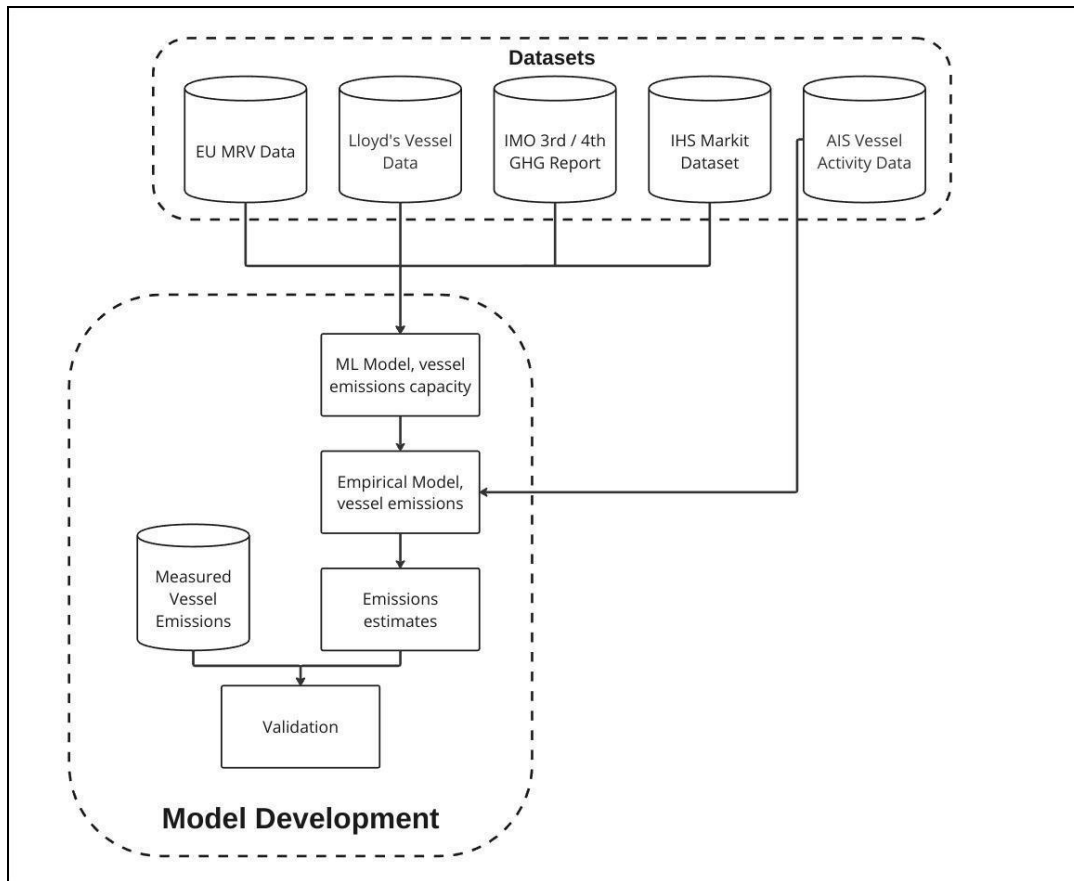 Datasets
EU MRV Data
Lloyd's Vessel
Data
IMO 3rd / 4th
GHG Report
IHS Markit
Dataset
AIS Vessel
Activity Data
ML Model, vessel
emissions capacity
Empirical Model,
vessel emissions
Measured
Vessel
Emissions
Emissions
estimates
Validation
Model Development